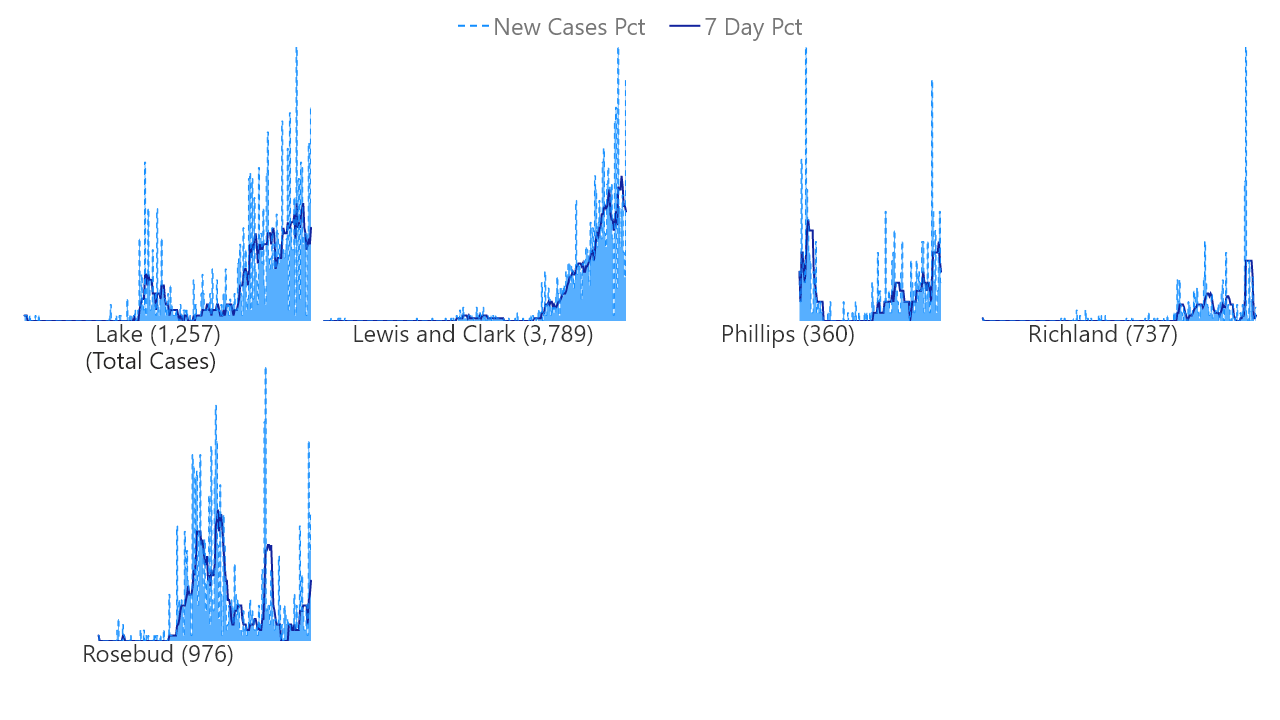 New Cases Pct 7 Day Pct
Lake (1,257) Lewis and Clark (3,789) Phillips (360) Richland (737)
(Total Cases)
Rosebud (976)